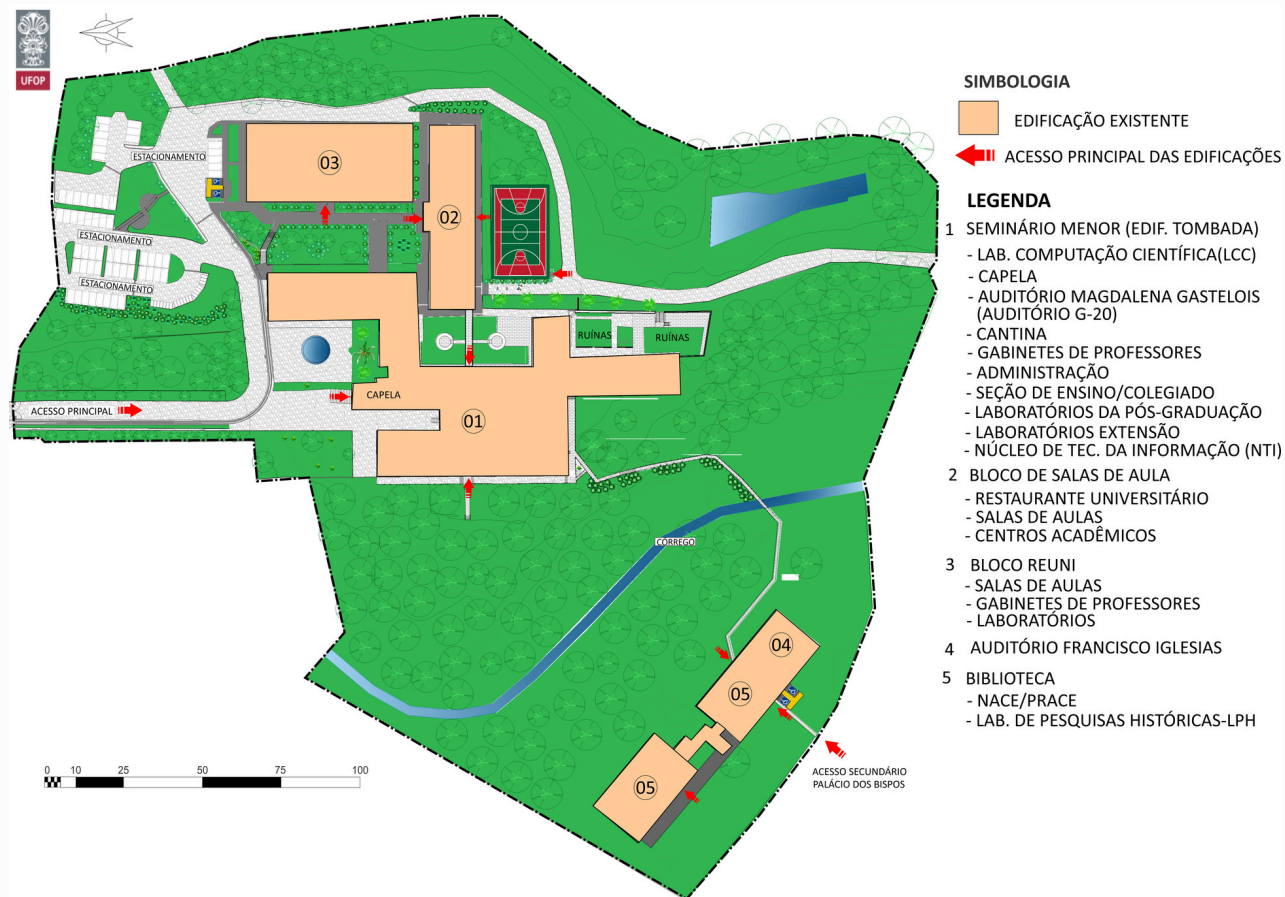 UFOP
ESTACIONAMENTO
ESTACIONAMENTO
ESTACIONAMENTO
03
02
RUÍNAS
RUÍNAS
CAPELA
ACESSO PRINCIPAL
01
CÓRREGO
04
05
05
ACESSO SECUNDÁRIO
PALÁCIO DOS BISPOS
0 10 25 50 75 100
SIMBOLOGIA
EDIFICAÇÃO EXISTENTE
ACESSO PRINCIPAL DAS EDIFICAÇÕES
LEGENDA
1 SEMINÁRIO MENOR (EDIF. TOMBADA)
- LAB. COMPUTAÇÃO CIENTÍFICA(LCC)
- CAPELA
- AUDITÓRIO MAGDALENA GASTELOIS
(AUDITÓRIO G-20)
- CANTINA
- GABINETES DE PROFESSORES
- ADMINISTRAÇÃO
- SEÇÃO DE ENSINO/COLEGIADO
- LABORATÓRIOS DA PÓS-GRADUAÇÃO
- LABORATÓRIOS EXTENSÃO
- NÚCLEO DE TEC. DA INFORMAÇÃO (NTI)
2 BLOCO DE SALAS DE AULA
- RESTAURANTE UNIVERSITÁRIO
- SALAS DE AULAS
- CENTROS ACADÊMICOS
3 BLOCO REUNI
- SALAS DE AULAS
- GABINETES DE PROFESSORES
- LABORATÓRIOS
4 AUDITÓRIO FRANCISCO IGLESIAS
5 BIBLIOTECA
- NACE/PRACE
- LAB. DE PESQUISAS HISTÓRICAS-LPH